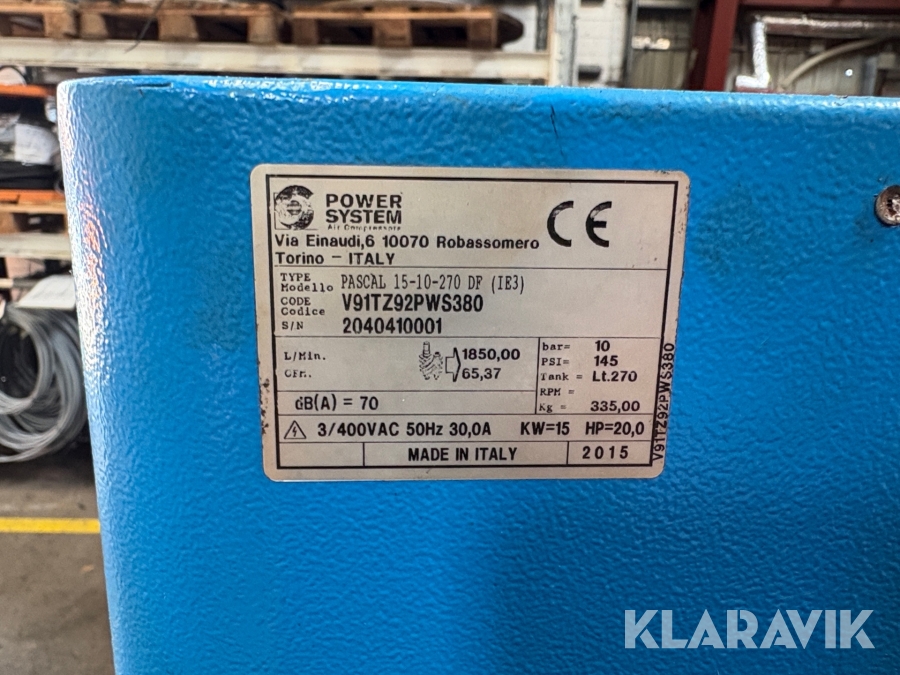 POWER
SYSTEM
Air Compressors
CE
Via Einaudi,6 10070 Robassomero
Torino - ITALY
TYPE
Modello
PASCAL 15-10-270 DF (IE3)
CODE
Codice
V91TZ92PWS380
S/N
2040410001
L/Min.
1850,00
CFM.
65,37
bar= 10
PSI= 145
Tank = Lt.270
RPM =
Kg = 335,00
dB(A) = 70
3/400VAC 50Hz 30,0A KW=15 HP=20,0
MADE IN ITALY
2015
V91TZ92PWS380
KLARAVIK